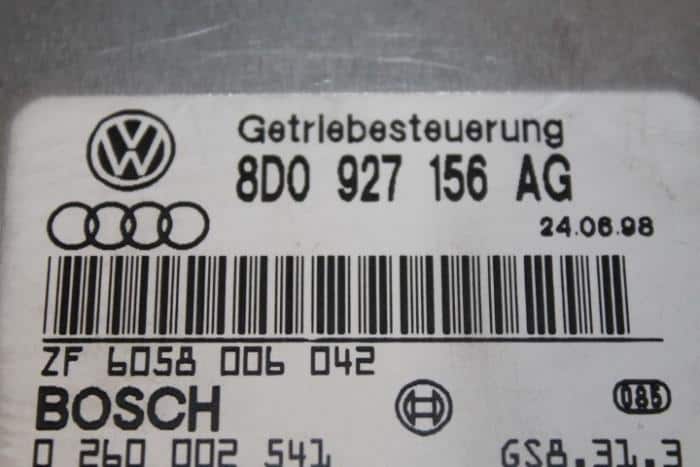 Getriebesteuerung
8D0 927 156 AG
24.06.98
ZF 6058 006 042
BOSCH
085
0 260 002 541 GS8.31.3